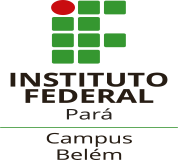 INSTITUTO
FEDERAL
Pará
Campus
Belém